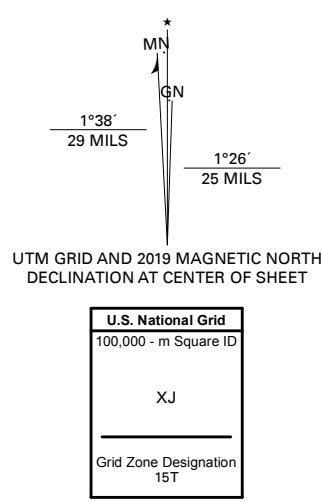 ★
MN
GN
1°38´
29 MILS
1°26´
25 MILS
UTM GRID AND 2019 MAGNETIC NORTH
DECLINATION AT CENTER OF SHEET
U.S. National Grid
100,000 - m Square ID
XJ
Grid Zone Designation
15T